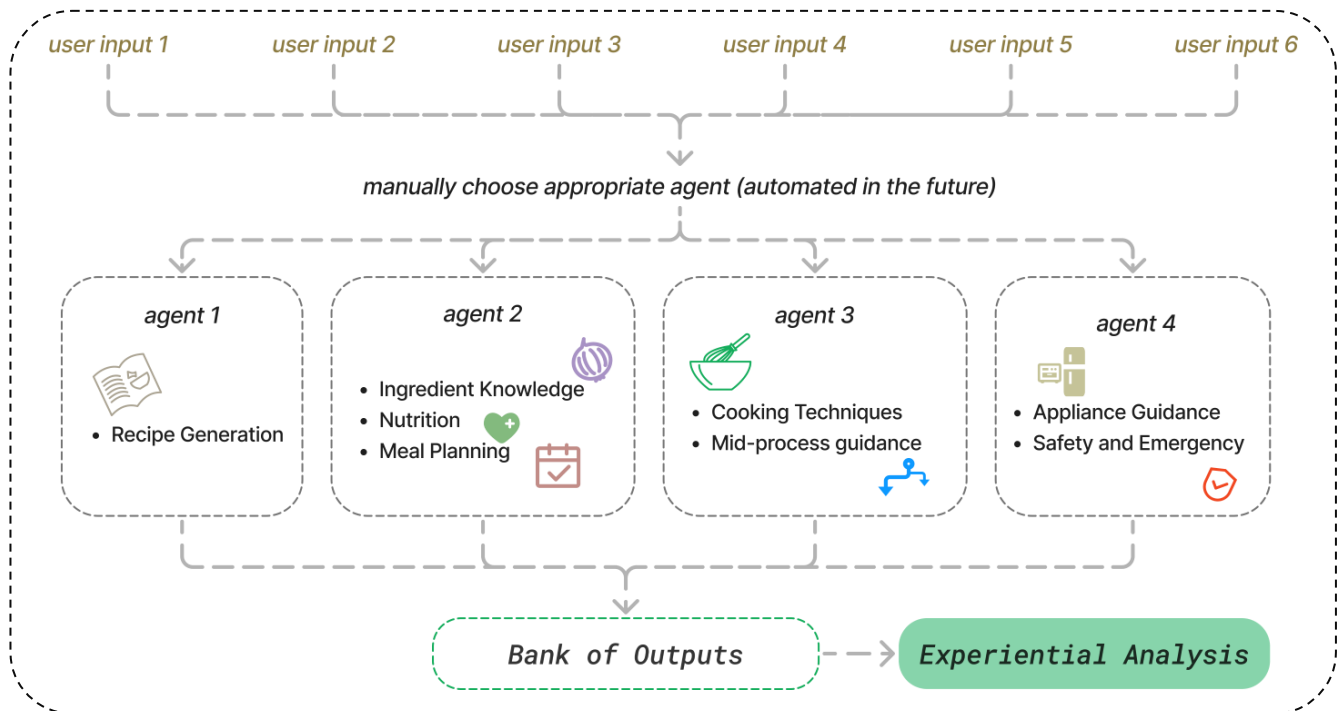 user input 1
user input 2
user input 3
user input 4
user input 5
user input 6
manually choose appropriate agent (automated in the future)
agent 1
• Recipe Generation
agent 2
• Ingredient Knowledge
• Nutrition
• Meal Planning
agent 3
• Cooking Techniques
• Mid-process guidance
agent 4
• Appliance Guidance
• Safety and Emergency
Bank of Outputs
Experiential Analysis